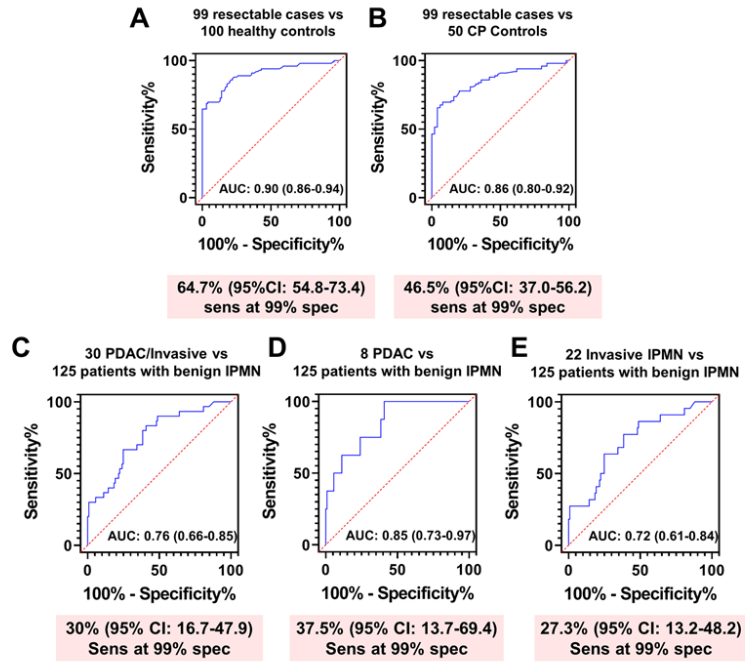 A
99 resectable cases vs
100 healthy controls
Sensitivity%
100
50
0
AUC: 0.90 (0.86-0.94)
0
50
100
100% - Specificity%
64.7% (95%CI: 54.8-73.4)
sens at 99% spec
B
99 resectable cases vs
50 CP Controls
Sensitivity%
100
50
0
AUC: 0.86 (0.80-0.92)
0
50
100
100% - Specificity%
46.5% (95%CI: 37.0-56.2)
sens at 99% spec
C
30 PDAC/Invasive vs
125 patients with benign IPMN
Sensitivity%
100
50
0
AUC: 0.76 (0.66-0.85)
0
50
100
100% - Specificity%
30% (95% CI: 16.7-47.9)
Sens at 99% spec
D
8 PDAC vs
125 patients with benign IPMN
Sensitivity%
100
50
0
AUC: 0.85 (0.73-0.97)
0
50
100
100% - Specificity%
37.5% (95% CI: 13.7-69.4)
Sens at 99% spec
E
22 Invasive IPMN vs
125 patients with benign IPMN
Sensitivity%
100
50
0
AUC: 0.72 (0.61-0.84)
0
50
100
100% - Specificity%
27.3% (95% CI: 13.2-48.2)
Sens at 99% spec